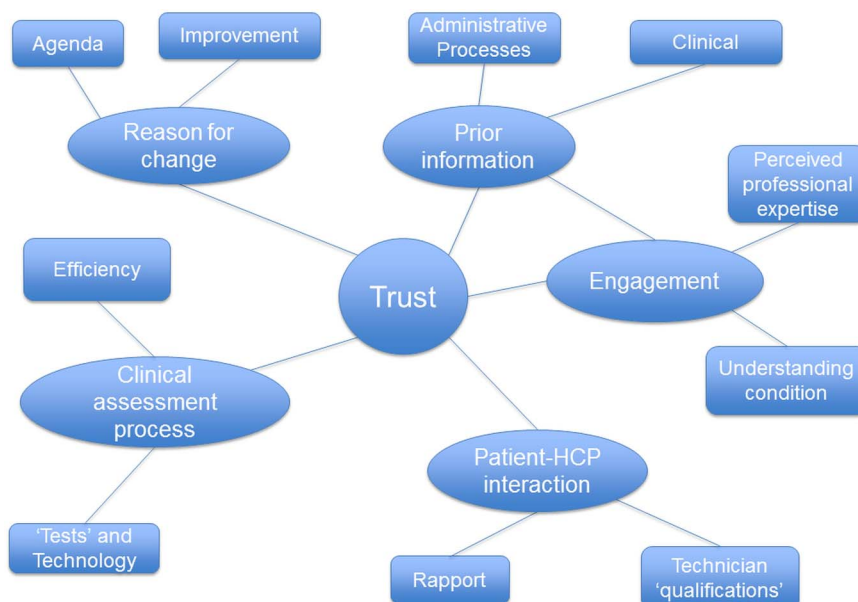 Agenda
Improvement
Administrative
Processes
Clinical
Reason for
change
Prior
information
Perceived
professional
expertise
Efficiency
Trust
Engagement
Clinical
assessment
process
Understanding
condition
Patient-HCP
interaction
‘Tests’ and
Technology
Rapport
Technician
‘qualifications’